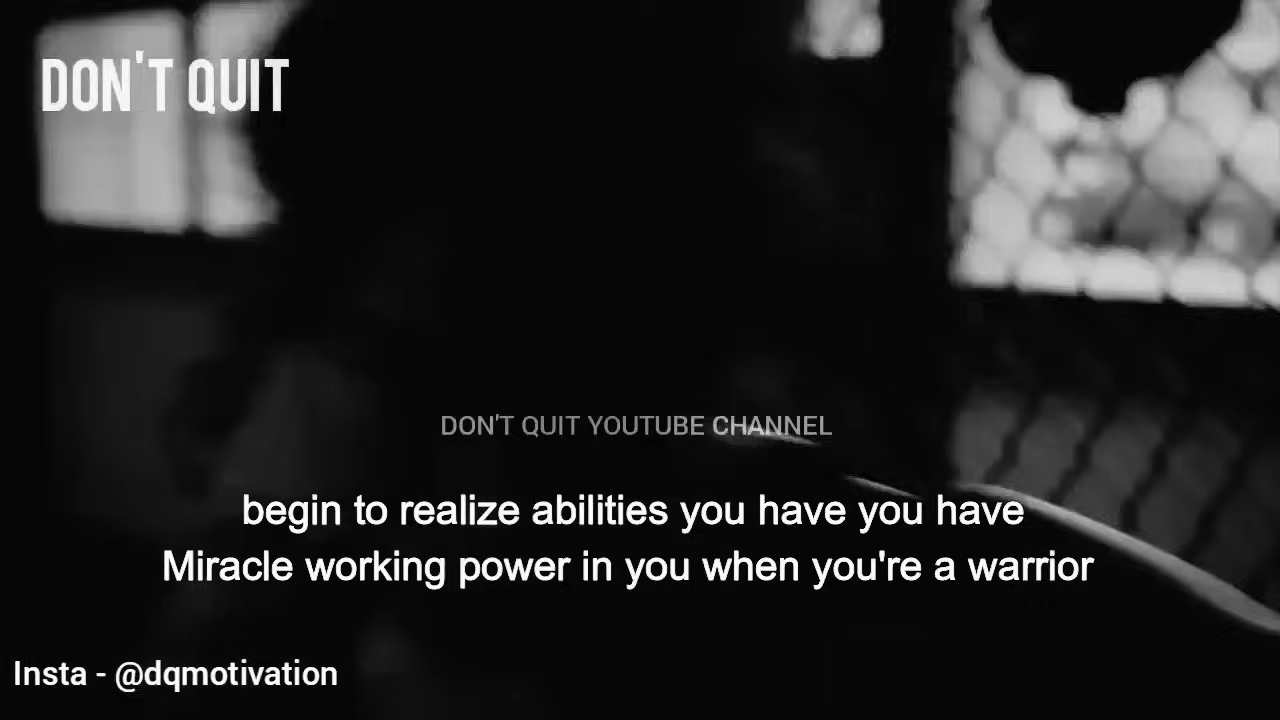 DON'T QUIT
DON'T QUIT YOUTUBE CHANNEL
begin to realize abilities you have you have
Miracle working power in you when you're a warrior
Insta - @dqmotivation